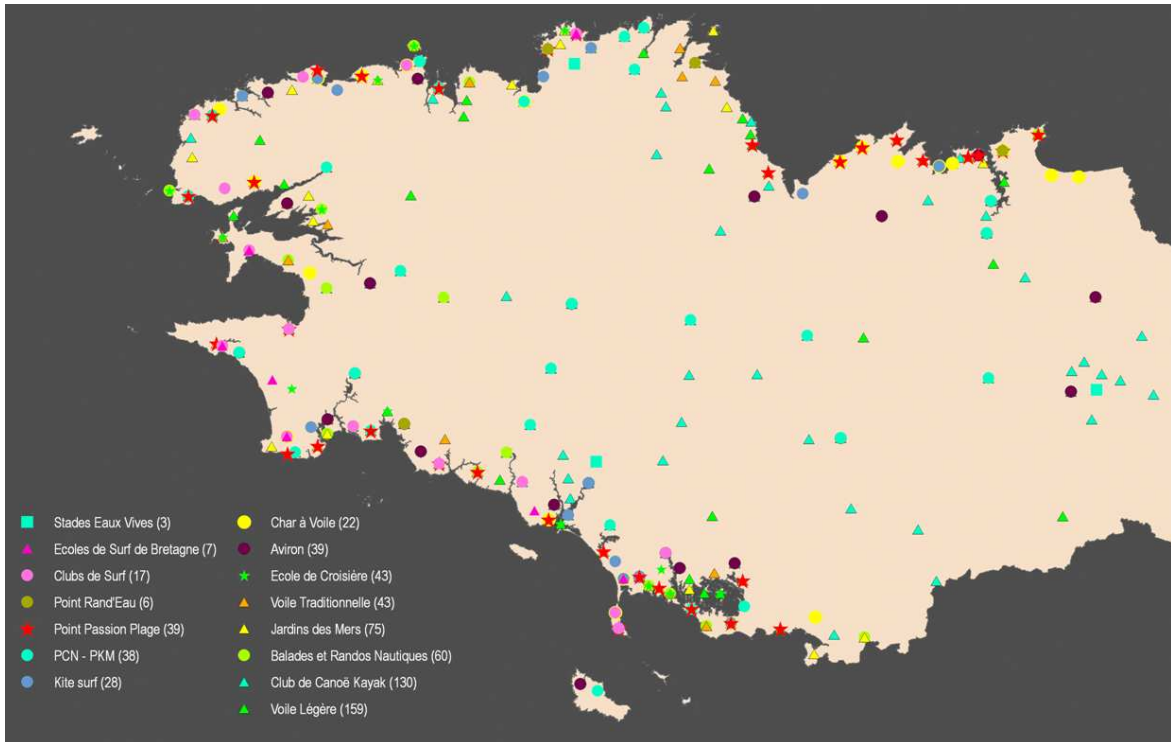 Stades Eaux Vives (3)
Ecoles de Surf de Bretagne (7)
Clubs de Surf (17)
Point Rand'Eau (6)
Point Passion Plage (39)
PCN - PKM (38)
Kite surf (28)
Char à Voile (22)
Aviron (39)
Ecole de Croisière (43)
Voile Traditionnelle (43)
Jardins des Mers (75)
Balades et Randos Nautiques (60)
Club de Canoë Kayak (130)
Voile Légère (159)